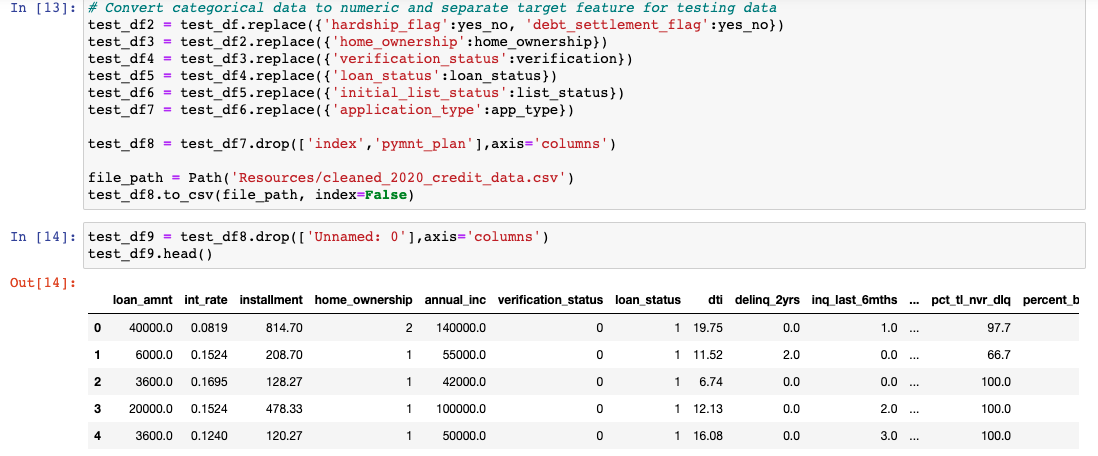 In [13]: # Convert categorical data to numeric and separate target feature for testing data
test_df2 = test_df.replace({'hardship_flag':yes_no, 'debt_settlement_flag':yes_no})
test_df3 = test_df2.replace({'home_ownership':home_ownership})
test_df4 = test_df3.replace({'verification_status':verification})
test_df5 = test_df4.replace({'loan_status':loan_status})
test_df6 = test_df5.replace({'initial_list_status':list_status})
test_df7 = test_df6.replace({'application_type':app_type})
test_df8 = test_df7.drop(['index','pymnt_plan'],axis='columns')
file_path = Path('Resources/cleaned_2020_credit_data.csv')
test_df8.to_csv(file_path, index=False)
In [14]: test_df9 = test_df8.drop(['Unnamed: 0'],axis='columns')
test_df9.head()
Out[14]:
loan_amnt int_rate installment home_ownership annual_inc verification_status loan_status dti delinq_2yrs inq_last_6mths ... pct_tl_nvr_dlq percent_b
0 40000.0 0.0819 814.70 2 140000.0 0 1 19.75 0.0 1.0 ... 97.7
1 6000.0 0.1524 208.70 1 55000.0 0 1 11.52 2.0 0.0 ... 66.7
2 3600.0 0.1695 128.27 1 42000.0 0 1 6.74 0.0 0.0 ... 100.0
3 20000.0 0.1524 478.33 1 100000.0 0 1 12.13 0.0 2.0 ... 100.0
4 3600.0 0.1240 120.27 1 50000.0 0 1 16.08 0.0 3.0 ... 100.0